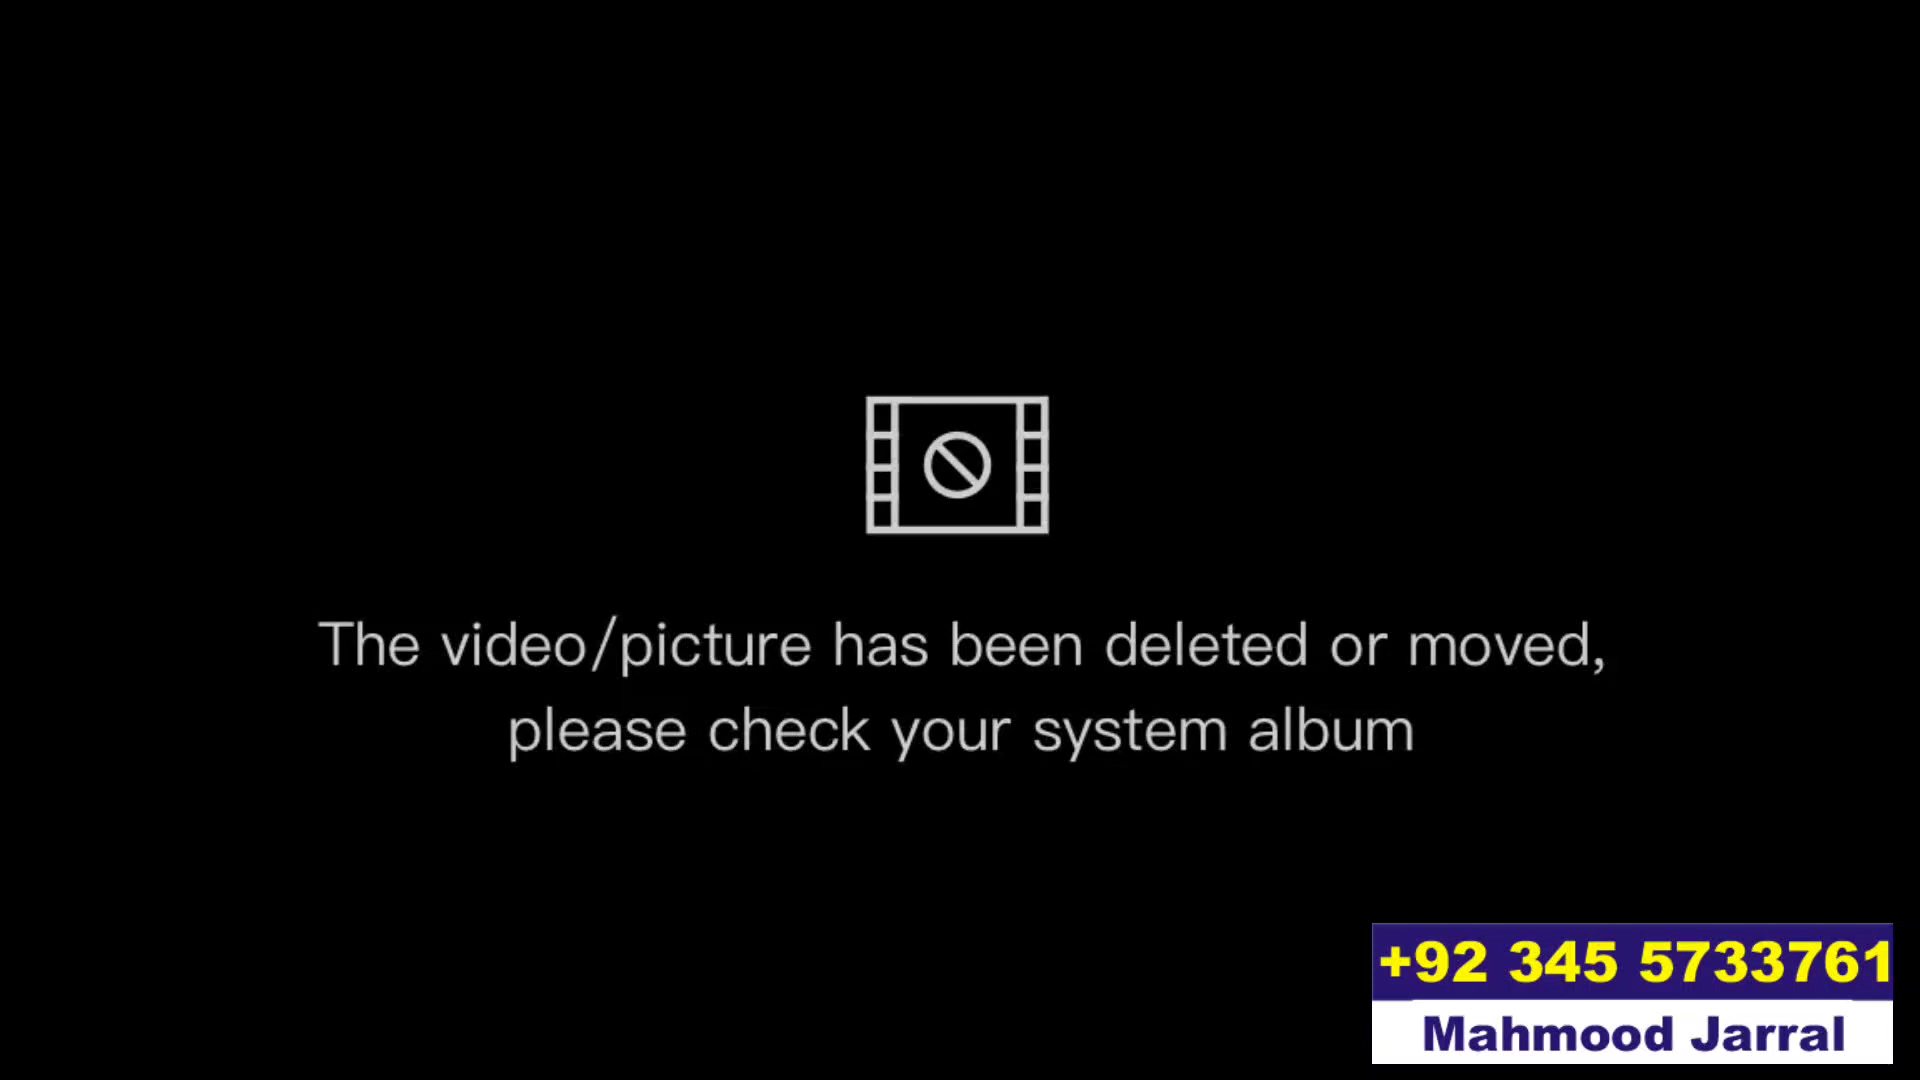 The video/picture has been deleted or moved,
please check your system album
+92 345 5733761
Mahmood Jarral